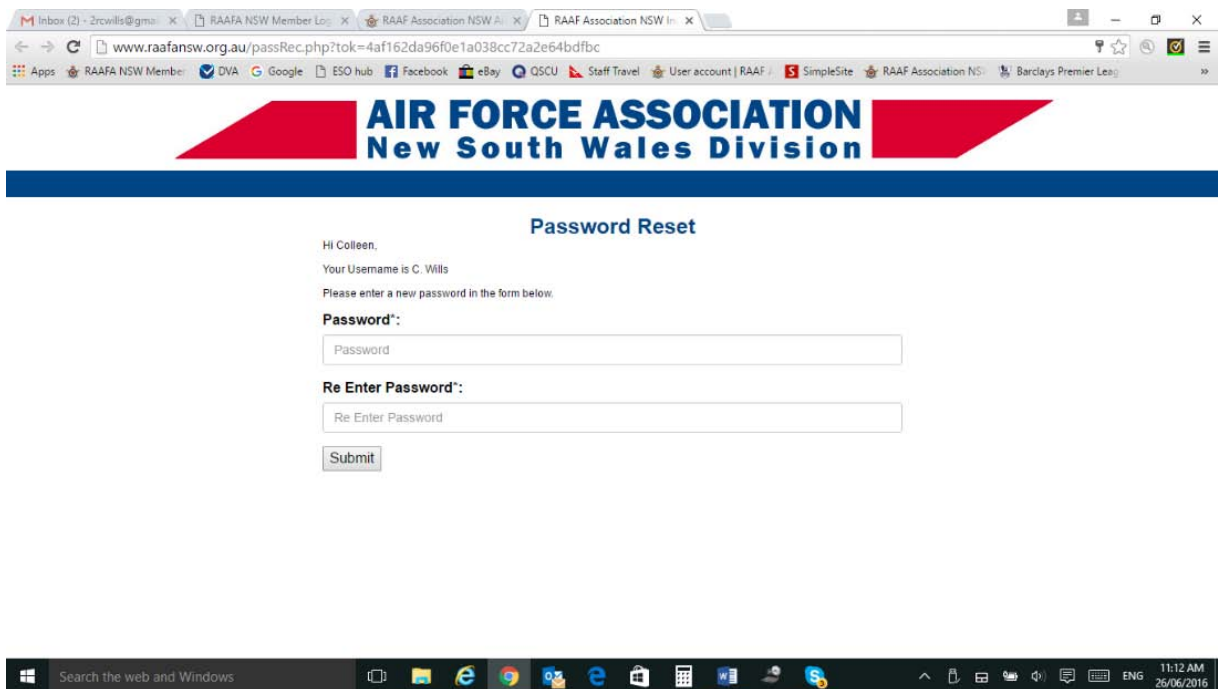 Inbox (2) - 2rcwills@gmai
RAAFA NSW Member Log
RAAF Association NSW A
RAAF Association NSW In
www.raafansw.org.au/passRec.php?tok=4af162da96f0e1a038cc72a2e64bdfbc
Apps RAAFA NSW Member DVA Google ESO hub Facebook eBay QSCU Staff Travel User account | RAAF SimpleSite RAAF Association NS Barclays Premier Leag »
AIR FORCE ASSOCIATION
New South Wales Division
Password Reset
Hi Colleen,
Your Username is C. Wills
Please enter a new password in the form below.
Password*:
Password
Re Enter Password*:
Re Enter Password
Submit
Search the web and Windows
ENG
11:12 AM
26/06/2016